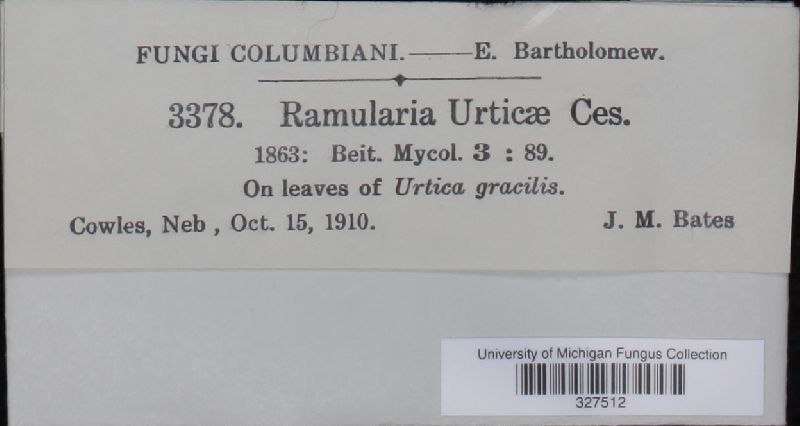 FUNGI COLUMBIANI.——E. Bartholomew.
3378. Ramularia Urticæ Ces.
1863: Beit. Mycol. 3 : 89.
On leaves of Urtica gracilis.
Cowles, Neb , Oct. 15, 1910. J. M. Bates
University of Michigan Fungus Collection
327512